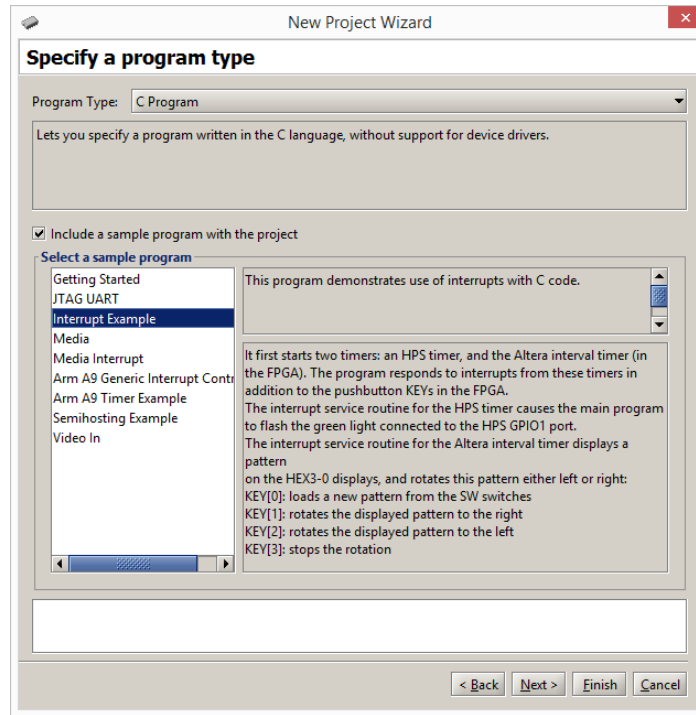 New Project Wizard
Specify a program type
Program Type: C Program
Lets you specify a program written in the C language, without support for device drivers.
Include a sample program with the project
Select a sample program
Getting Started
JTAG UART
Interrupt Example
Media
Media Interrupt
Arm A9 Generic Interrupt Contr
Arm A9 Timer Example
Semihosting Example
Video In
This program demonstrates use of interrupts with C code.
It first starts two timers: an HPS timer, and the Altera interval timer (in
the FPGA). The program responds to interrupts from these timers in
addition to the pushbutton KEYs in the FPGA.
The interrupt service routine for the HPS timer causes the main program
to flash the green light connected to the HPS GPIO1 port.
The interrupt service routine for the Altera interval timer displays a
pattern
on the HEX3-0 displays, and rotates this pattern either left or right:
KEY[0]: loads a new pattern from the SW switches
KEY[1]: rotates the displayed pattern to the right
KEY[2]: rotates the displayed pattern to the left
KEY[3]: stops the rotation
< Back Next > Finish Cancel